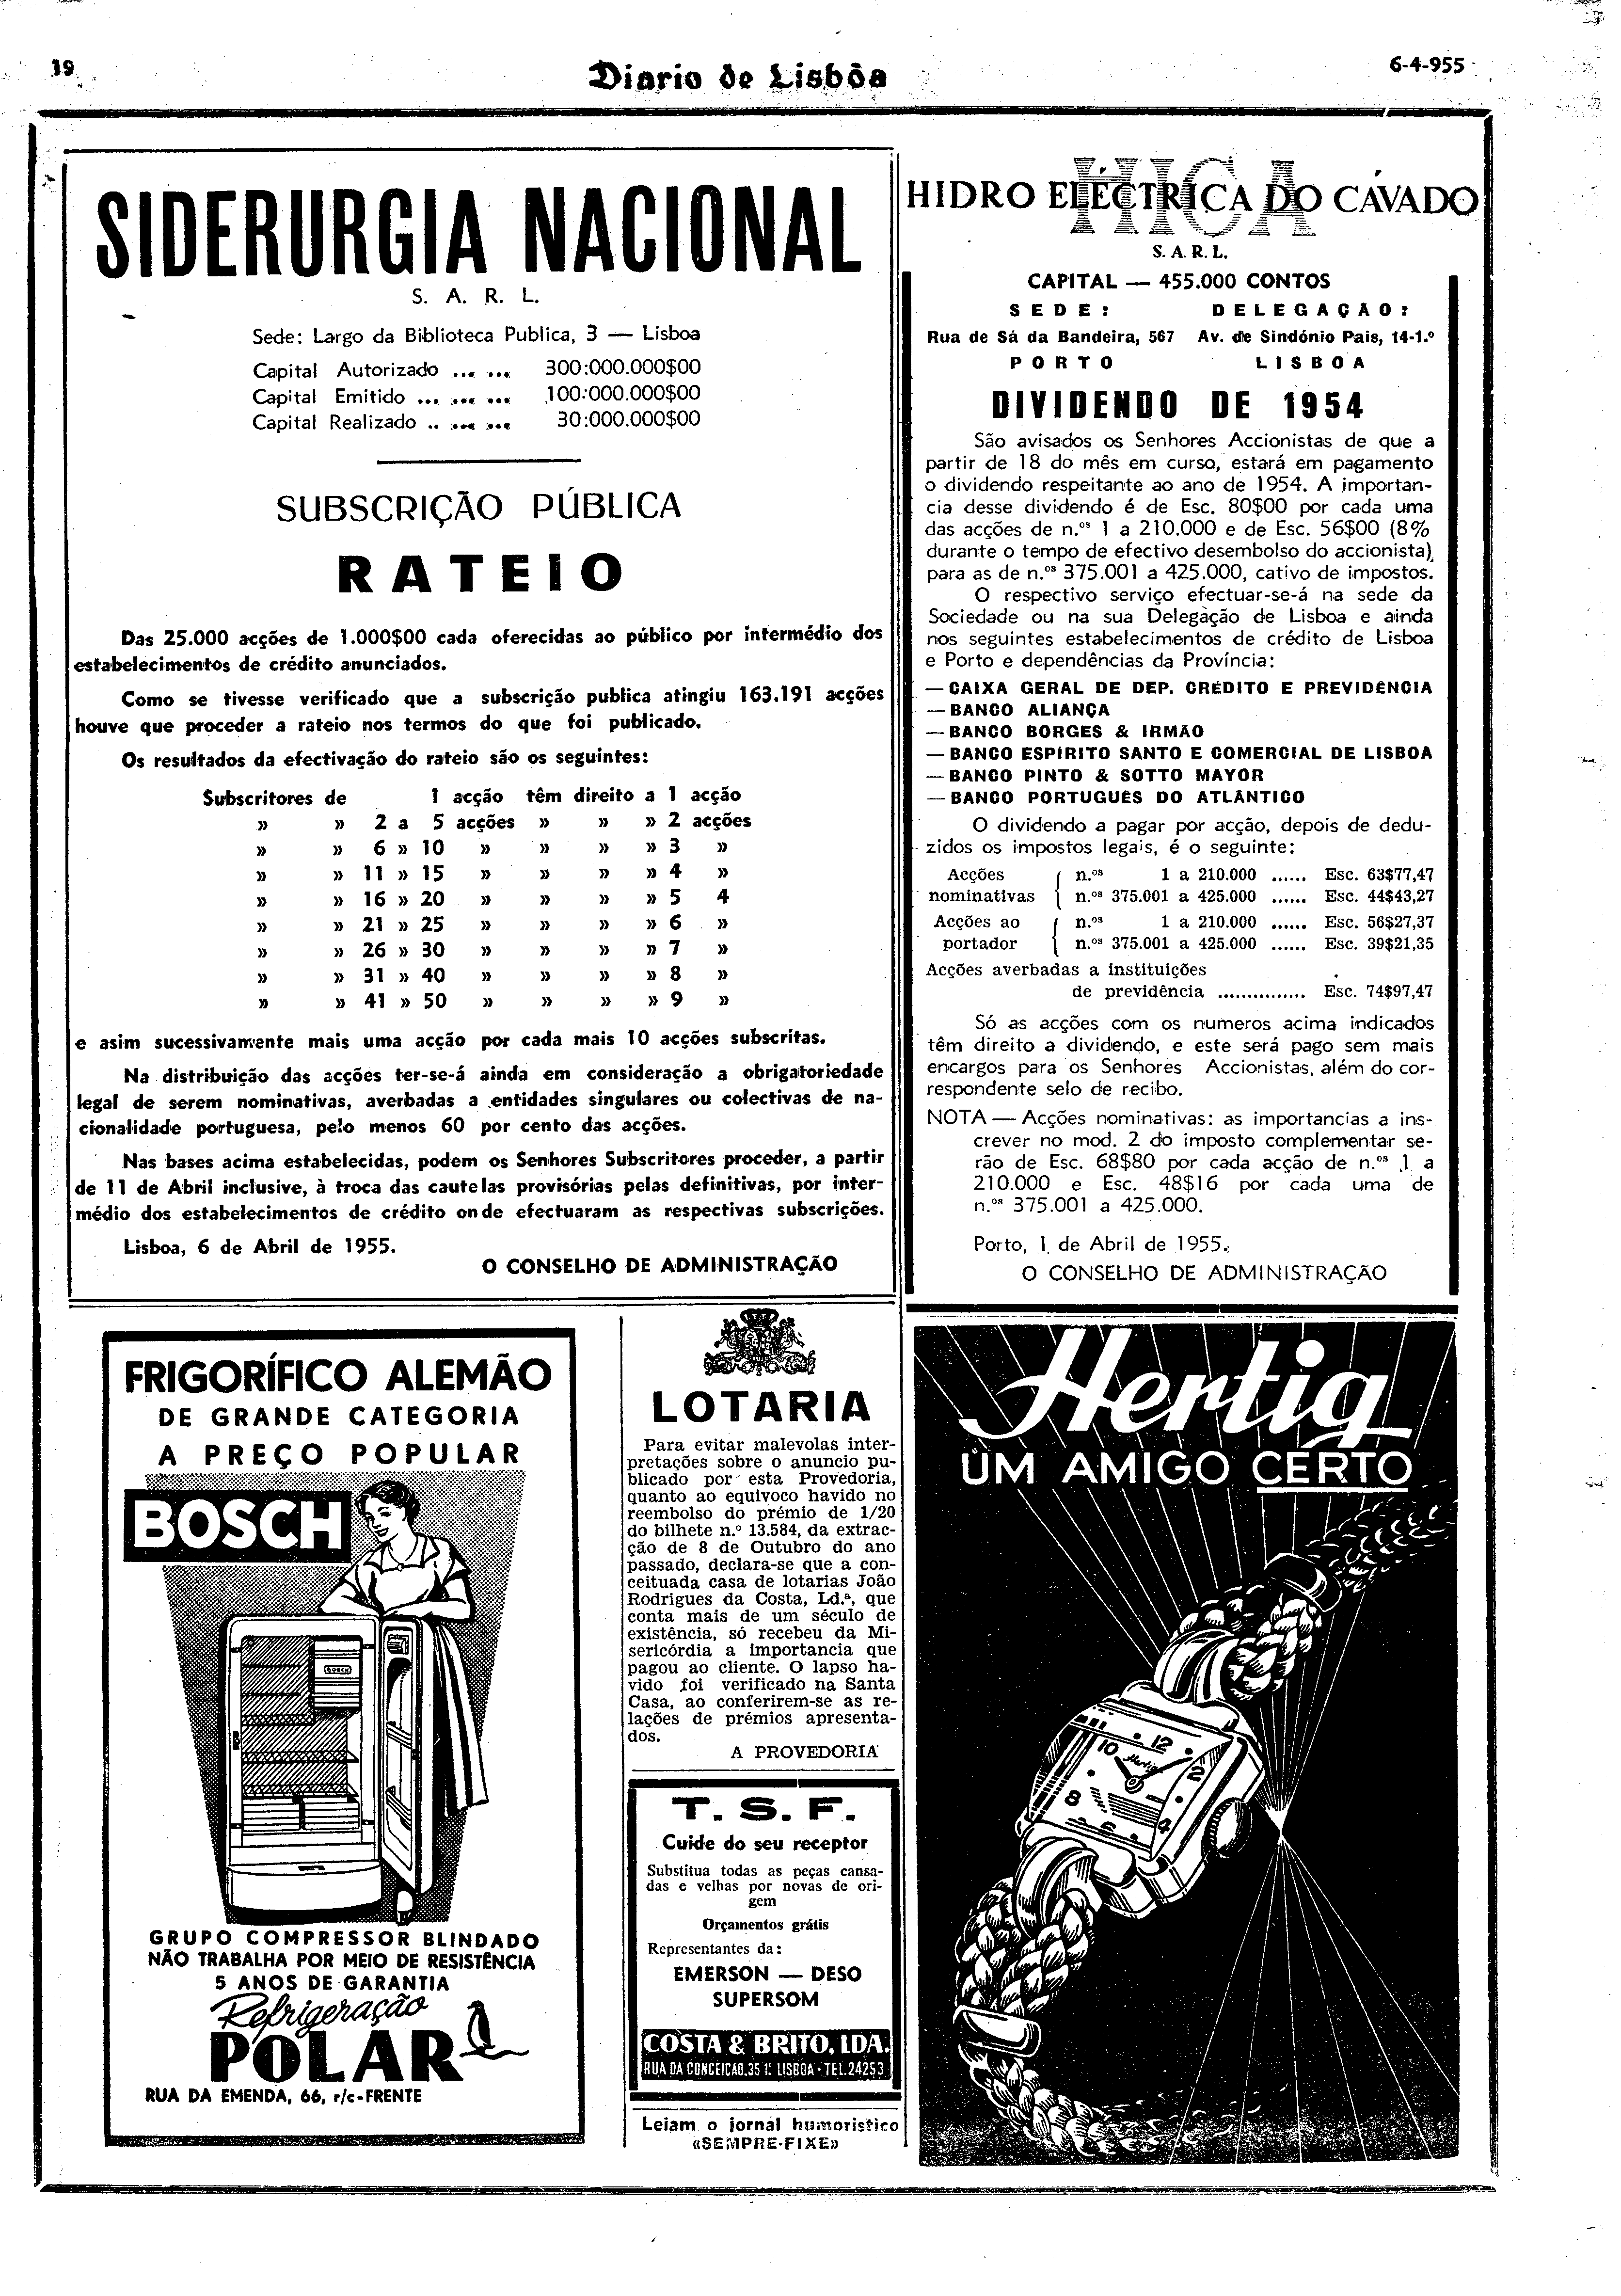 19
Diario de Lisbôa
6-4-955
SIDERURGIA NACIONAL
S. A. R. L.
Sede: Largo da Biblioteca Publica, 3 — Lisboa
Capital Autorizado ... ... 300:000.000$00
Capital Emitido ... ... ... 100:000.000$00
Capital Realizado .. ... ... 30:000.000$00
SUBSCRIÇÃO PÚBLICA
RATEIO
Das 25.000 acções de 1.000$00 cada oferecidas ao público por intermédio dos
estabelecimentos de crédito anunciados.
Como se tivesse verificado que a subscrição publica atingiu 163.191 acções
houve que proceder a rateio nos termos do que foi publicado.
Os resultados da efectivação do rateio são os seguintes:
Subscritores de 1 acção têm direito a 1 acção
» » 2 a 5 acções » » » 2 acções
» » 6 » 10 » » » » 3 »
» » 11 » 15 » » » » 4 »
» » 16 » 20 » » » » 5 4
» » 21 » 25 » » » » 6 »
» » 26 » 30 » » » » 7 »
» » 31 » 40 » » » » 8 »
» » 41 » 50 » » » » 9 »
e asim sucessivamente mais uma acção por cada mais 10 acções subscritas.
Na distribuição das acções ter-se-á ainda em consideração a obrigatoriedade
legal de serem nominativas, averbadas a entidades singulares ou colectivas de na-
cionalidade portuguesa, pelo menos 60 por cento das acções.
Nas bases acima estabelecidas, podem os Senhores Subscritores proceder, a partir
de 11 de Abril inclusive, à troca das cautelas provisórias pelas definitivas, por inter-
médio dos estabelecimentos de crédito onde efectuaram as respectivas subscrições.
Lisboa, 6 de Abril de 1955.
O CONSELHO DE ADMINISTRAÇÃO
HICA
HIDRO ELÉCTRICA DO CÁVADO
S. A. R. L.
CAPITAL — 455.000 CONTOS
SEDE: DELEGAÇÃO:
Rua de Sá da Bandeira, 567 Av. de Sindónio Pais, 14-1.º
PORTO LISBOA
DIVIDENDO DE 1954
São avisados os Senhores Accionistas de que a
partir de 18 do mês em curso, estará em pagamento
o dividendo respeitante ao ano de 1954. A importan-
cia desse dividendo é de Esc. 80$00 por cada uma
das acções de n.ºˢ 1 a 210.000 e de Esc. 56$00 (8%
durante o tempo de efectivo desembolso do accionista)
para as de n.ºˢ 375.001 a 425.000, cativo de impostos.
O respectivo serviço efectuar-se-á na sede da
Sociedade ou na sua Delegàção de Lisboa e ainda
nos seguintes estabelecimentos de crédito de Lisboa
e Porto e dependências da Província:
— CAIXA GERAL DE DEP. CRÉDITO E PREVIDÊNCIA
— BANCO ALIANÇA
— BANCO BORGES & IRMÃO
— BANCO ESPÍRITO SANTO E COMERCIAL DE LISBOA
— BANCO PINTO & SOTTO MAYOR
— BANCO PORTUGUÊS DO ATLÂNTICO
O dividendo a pagar por acção, depois de dedu-
zidos os impostos legais, é o seguinte:
Acções { n.ºˢ 1 a 210.000 ...... Esc. 63$77,47
nominativas { n.ºˢ 375.001 a 425.000 ...... Esc. 44$43,27
Acções ao { n.ºˢ 1 a 210.000 ...... Esc. 56$27,37
portador { n.ºˢ 375.001 a 425.000 ...... Esc. 39$21,35
Acções averbadas a instituições
de previdência ............... Esc. 74$97,47
Só as acções com os numeros acima indicados
têm direito a dividendo, e este será pago sem mais
encargos para os Senhores Accionistas, além do cor-
respondente selo de recibo.
NOTA — Acções nominativas: as importancias a ins-
crever no mod. 2 do imposto complementar se-
rão de Esc. 68$80 por cada acção de n.ºˢ 1 a
210.000 e Esc. 48$16 por cada uma de
n.ºˢ 375.001 a 425.000.
Porto, 1 de Abril de 1955.
O CONSELHO DE ADMINISTRAÇÃO
FRIGORÍFICO ALEMÃO
DE GRANDE CATEGORIA
A PREÇO POPULAR
BOSCH
BOSCH
GRUPO COMPRESSOR BLINDADO
NÃO TRABALHA POR MEIO DE RESISTÊNCIA
5 ANOS DE GARANTIA
Refrigeração
POLAR
RUA DA EMENDA, 66, r/c-FRENTE
LOTARIA
Para evitar malevolas inter-
pretações sobre o anuncio pu-
blicado por esta Provedoria,
quanto ao equivoco havido no
reembolso do prémio de 1/20
do bilhete n.º 13.584, da extrac-
ção de 8 de Outubro do ano
passado, declara-se que a con-
ceituada casa de lotarias João
Rodrigues da Costa, Ld.ª, que
conta mais de um século de
existência, só recebeu da Mi-
sericórdia a importancia que
pagou ao cliente. O lapso ha-
vido foi verificado na Santa
Casa, ao conferirem-se as re-
lações de prémios apresenta-
dos.
A PROVEDORIA
T. S. F.
Cuide do seu receptor
Substitua todas as peças cansa-
das e velhas por novas de ori-
gem
Orçamentos grátis
Representantes da:
EMERSON — DESO
SUPERSOM
COSTA & BRITO, LDA.
RUA DA CONCEICAO, 35 1.º LISBOA - TEL. 24253
Leiam o jornal humoristico
«SEMPRE-FIXE»
Hertig
UM AMIGO CERTO
12
10
Hertig
2
8
4
6